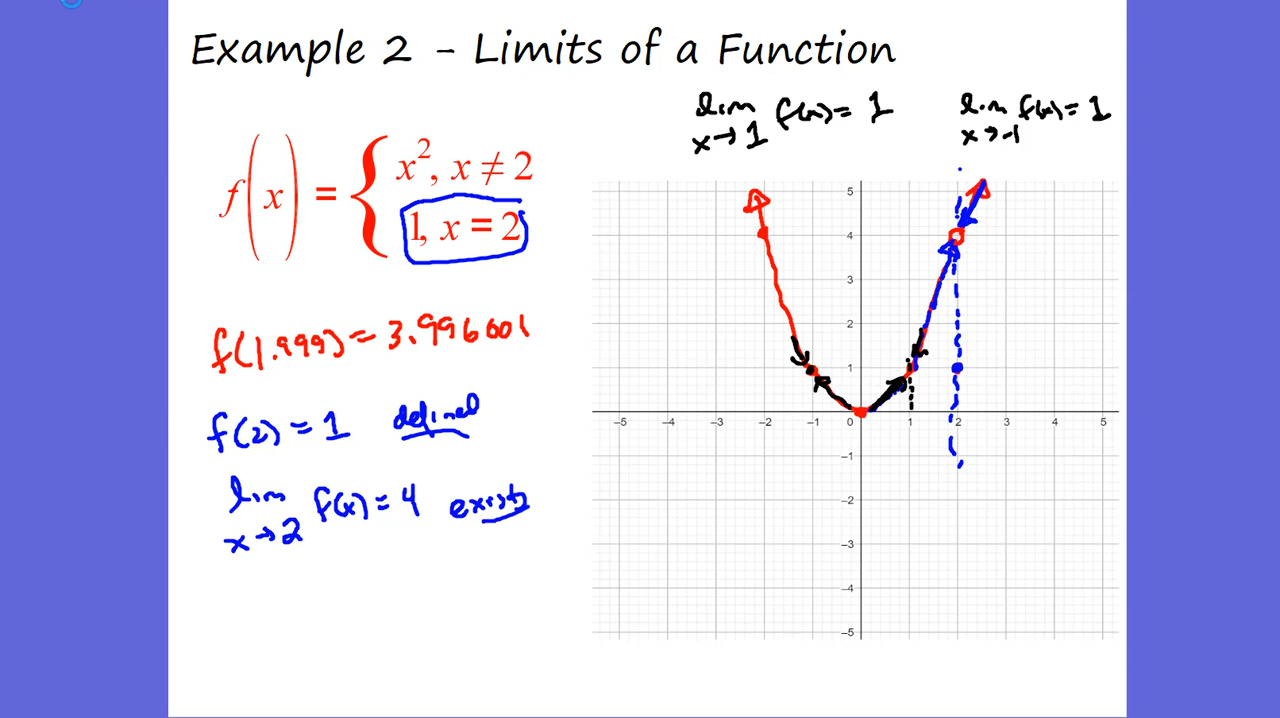 Example 2 - Limits of a Function
lim f(x) = 1
x→1
lim f(x) = 1
x→-1
f(x) = { x², x ≠ 2
1, x = 2
f(1.999) = 3.996001
f(2) = 1 defined
lim f(x) = 4 exists
x→2
5
4
3
2
1
−5 −4 −3 −2 −1 0 1 2 3 4 5
−1
−2
−3
−4
−5